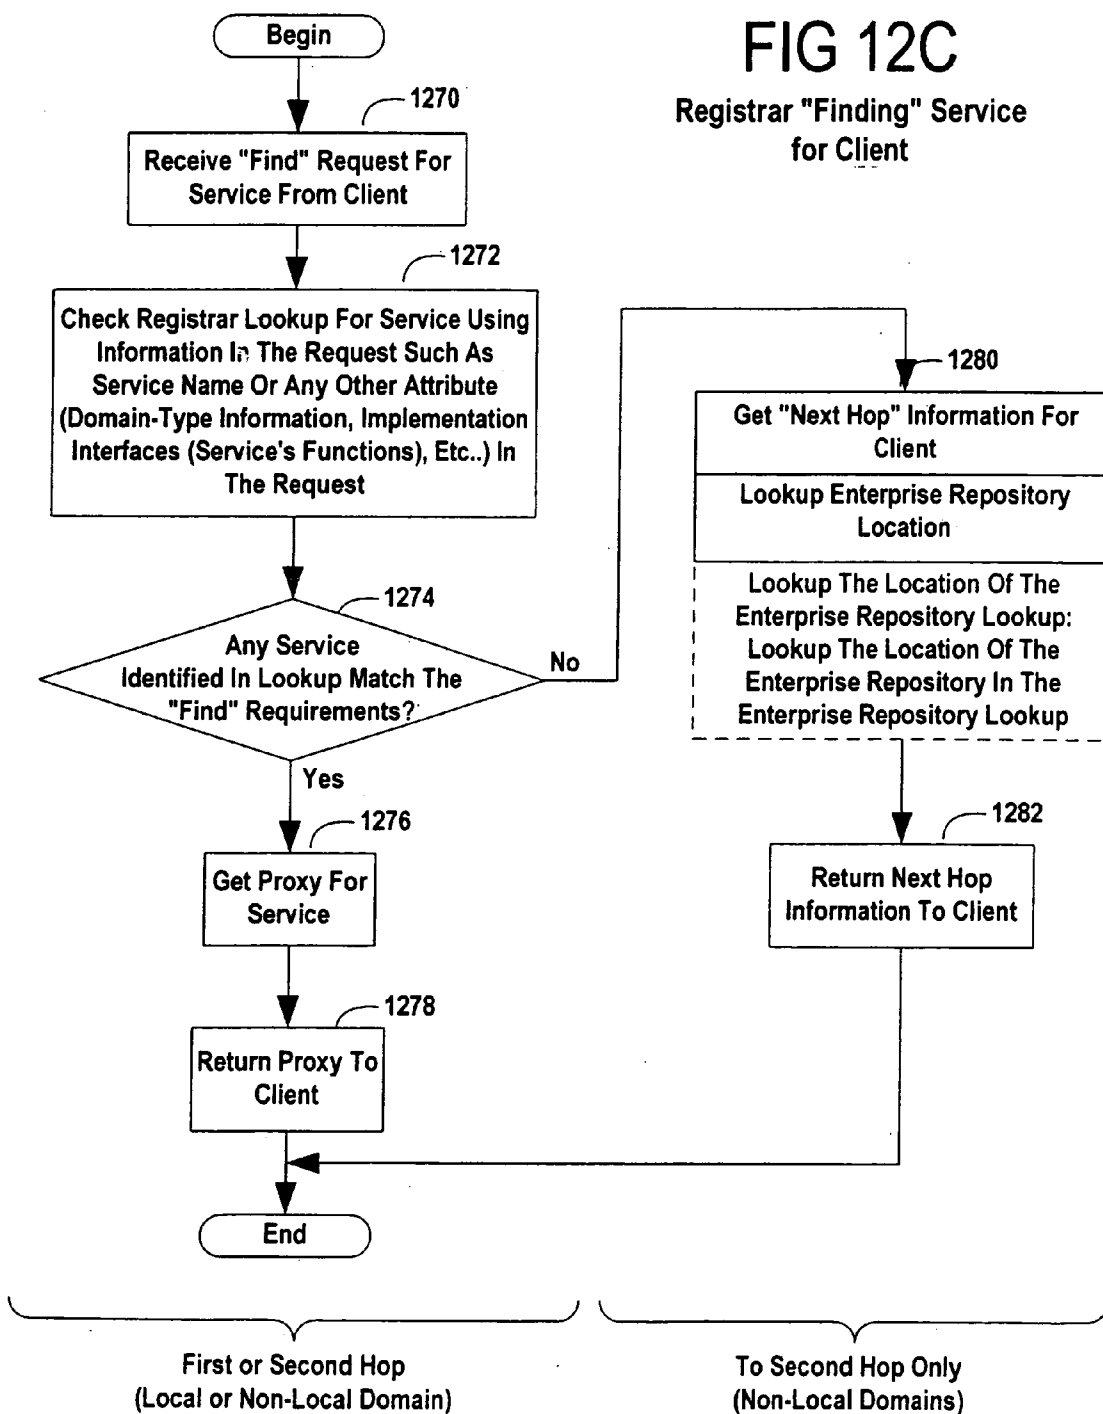 Begin
FIG 12C
Registrar "Finding" Service
for Client
1270
Receive "Find" Request For
Service From Client
1272
Check Registrar Lookup For Service Using
Information In The Request Such As
Service Name Or Any Other Attribute
(Domain-Type Information, Implementation
Interfaces (Service's Functions), Etc..) In
The Request
1274
Any Service
Identified In Lookup Match The
"Find" Requirements?
No
Yes
1276
Get Proxy For
Service
1278
Return Proxy To
Client
End
1280
Get "Next Hop" Information For
Client
Lookup Enterprise Repository
Location
Lookup The Location Of The
Enterprise Repository Lookup:
Lookup The Location Of The
Enterprise Repository In The
Enterprise Repository Lookup
1282
Return Next Hop
Information To Client
First or Second Hop
(Local or Non-Local Domain)
To Second Hop Only
(Non-Local Domains)